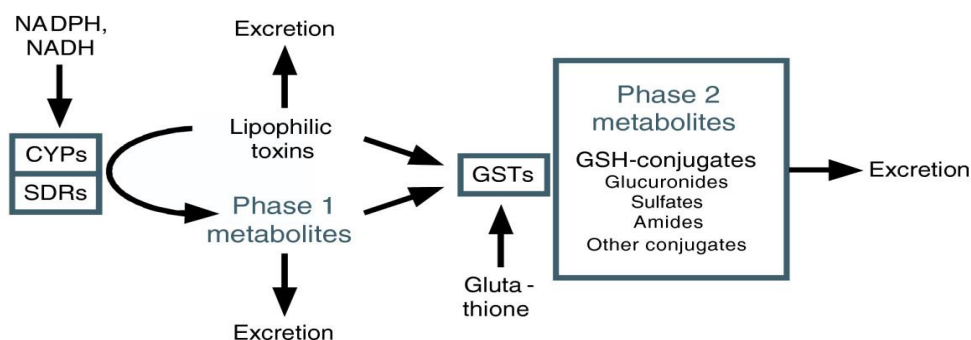 NADPH,
NADH
CYPs
SDRs
Excretion
Lipophilic
toxins
Phase 1
metabolites
Excretion
GSTs
Gluta -
thione
Phase 2
metabolites
GSH-conjugates
Glucuronides
Sulfates
Amides
Other conjugates
Excretion